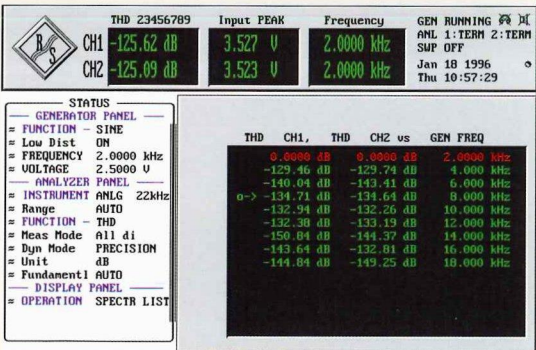 THD 23456789 Input PEAK Frequency
R S
CH1 -125.62 dB 3.527 V 2.0000 kHz
CH2 -125.09 dB 3.523 V 2.0000 kHz
GEN RUNNING
ANL 1:TERM 2:TERM
SWP OFF
Jan 18 1996
Thu 10:57:29
STATUS
GENERATOR PANEL
≈ FUNCTION - SINE
≈ Low Dist ON
≈ FREQUENCY 2.0000 kHz
≈ VOLTAGE 2.5000 V
ANALYZER PANEL
≈ INSTRUMENT ANLG 22kHz
≈ Range AUTO
≈ FUNCTION - THD
≈ Meas Mode All di
≈ Dyn Mode PRECISION
≈ Unit dB
≈ Fundamentl AUTO
DISPLAY PANEL
≈ OPERATION SPECTR LIST
THD CH1, THD CH2 vs GEN FREQ
0.0000 dB 0.0000 dB 2.0000 kHz
-129.46 dB -129.74 dB 4.000 kHz
-140.04 dB -143.41 dB 6.000 kHz
o-> -134.71 dB -134.64 dB 8.000 kHz
-132.94 dB -132.26 dB 10.000 kHz
-132.38 dB -133.19 dB 12.000 kHz
-150.84 dB -144.37 dB 14.000 kHz
-143.64 dB -132.81 dB 16.000 kHz
-144.84 dB -149.25 dB 18.000 kHz